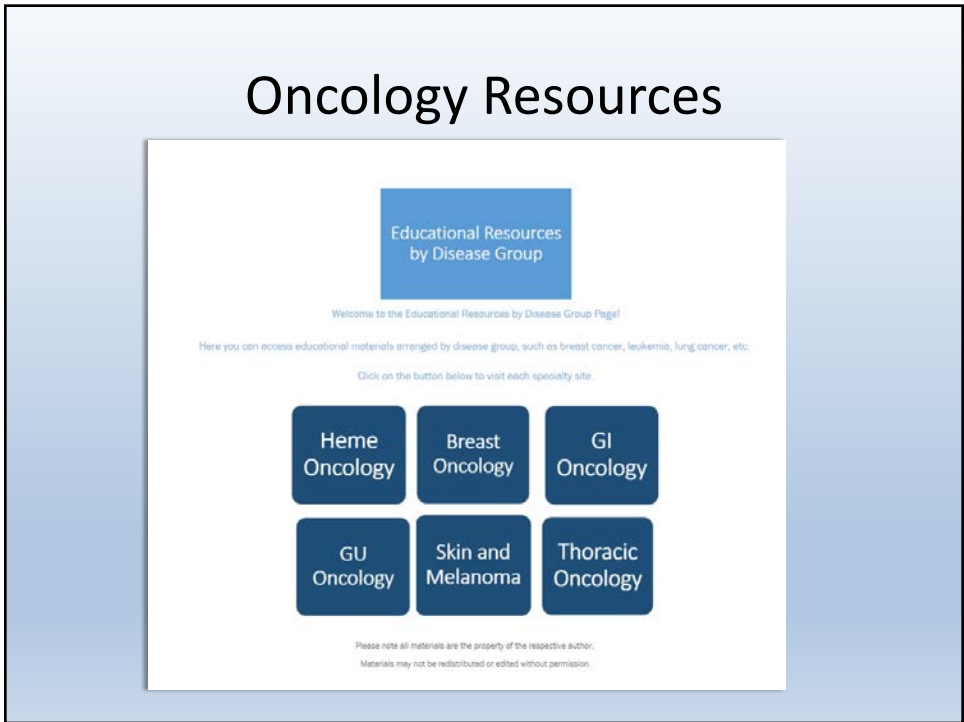 Oncology Resources
Educational Resources
by Disease Group
Welcome to the Educational Resources by Disease Group Page!
Here you can access educational materials arranged by disease group, such as breast cancer, leukemia, lung cancer, etc.
Click on the button below to visit each specialty site.
Heme
Oncology
Breast
Oncology
GI
Oncology
GU
Oncology
Skin and
Melanoma
Thoracic
Oncology
Please note all materials are the property of the respective author.
Materials may not be redistributed or edited without permission.